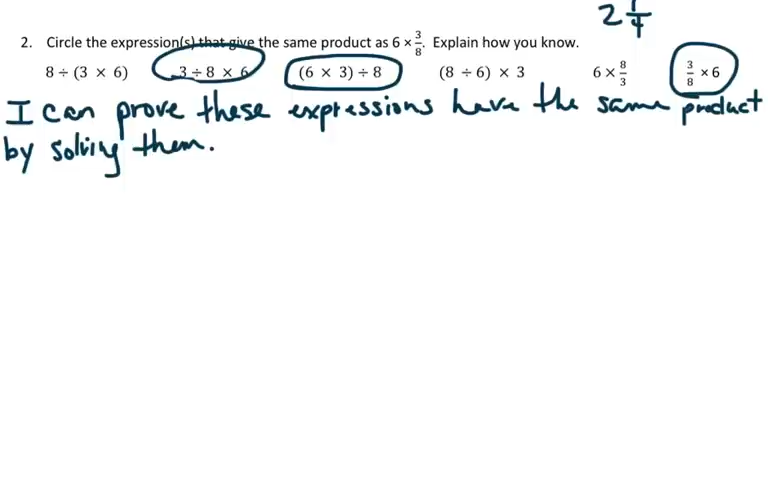 2 1/4
2. Circle the expression(s) that give the same product as 6 × 3/8. Explain how you know.
8 ÷ (3 × 6) 3 ÷ 8 × 6 (6 × 3) ÷ 8 (8 ÷ 6) × 3 6 × 8/3 3/8 × 6
I can prove these expressions have the same product
by solving them.